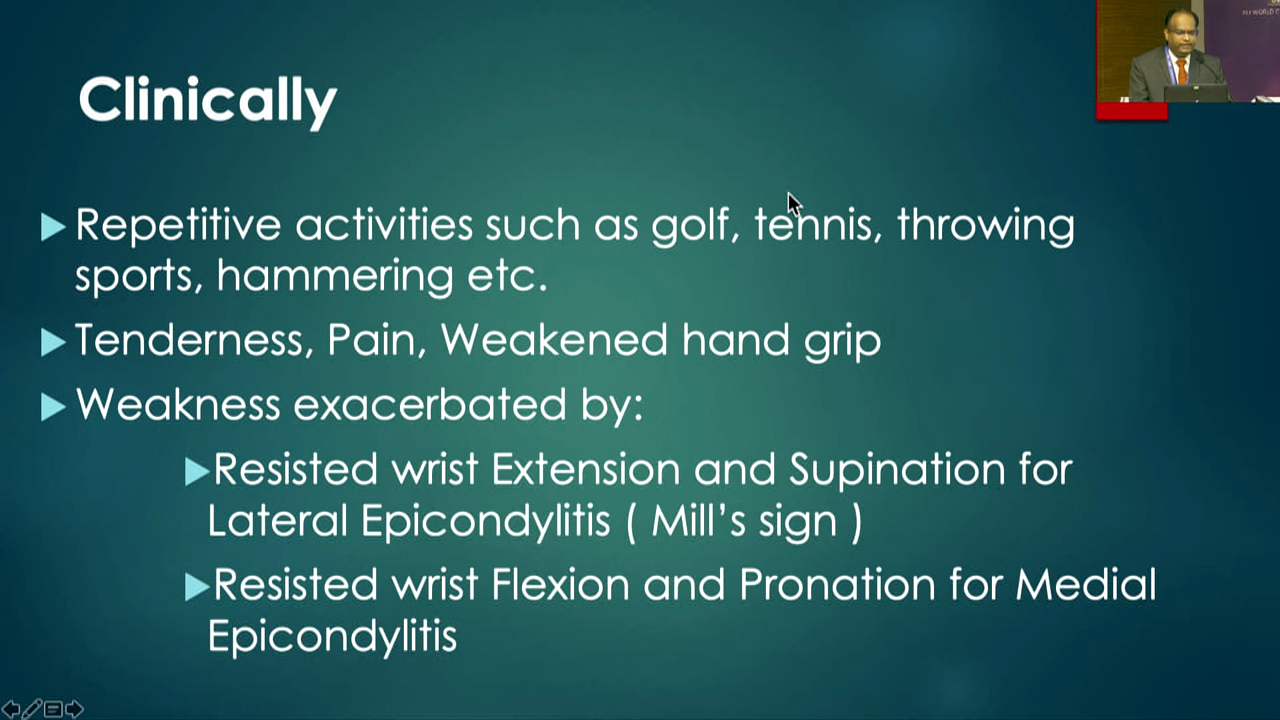 Clinically
Repetitive activities such as golf, tennis, throwing
sports, hammering etc.
Tenderness, Pain, Weakened hand grip
Weakness exacerbated by:
Resisted wrist Extension and Supination for
Lateral Epicondylitis ( Mill’s sign )
Resisted wrist Flexion and Pronation for Medial
Epicondylitis